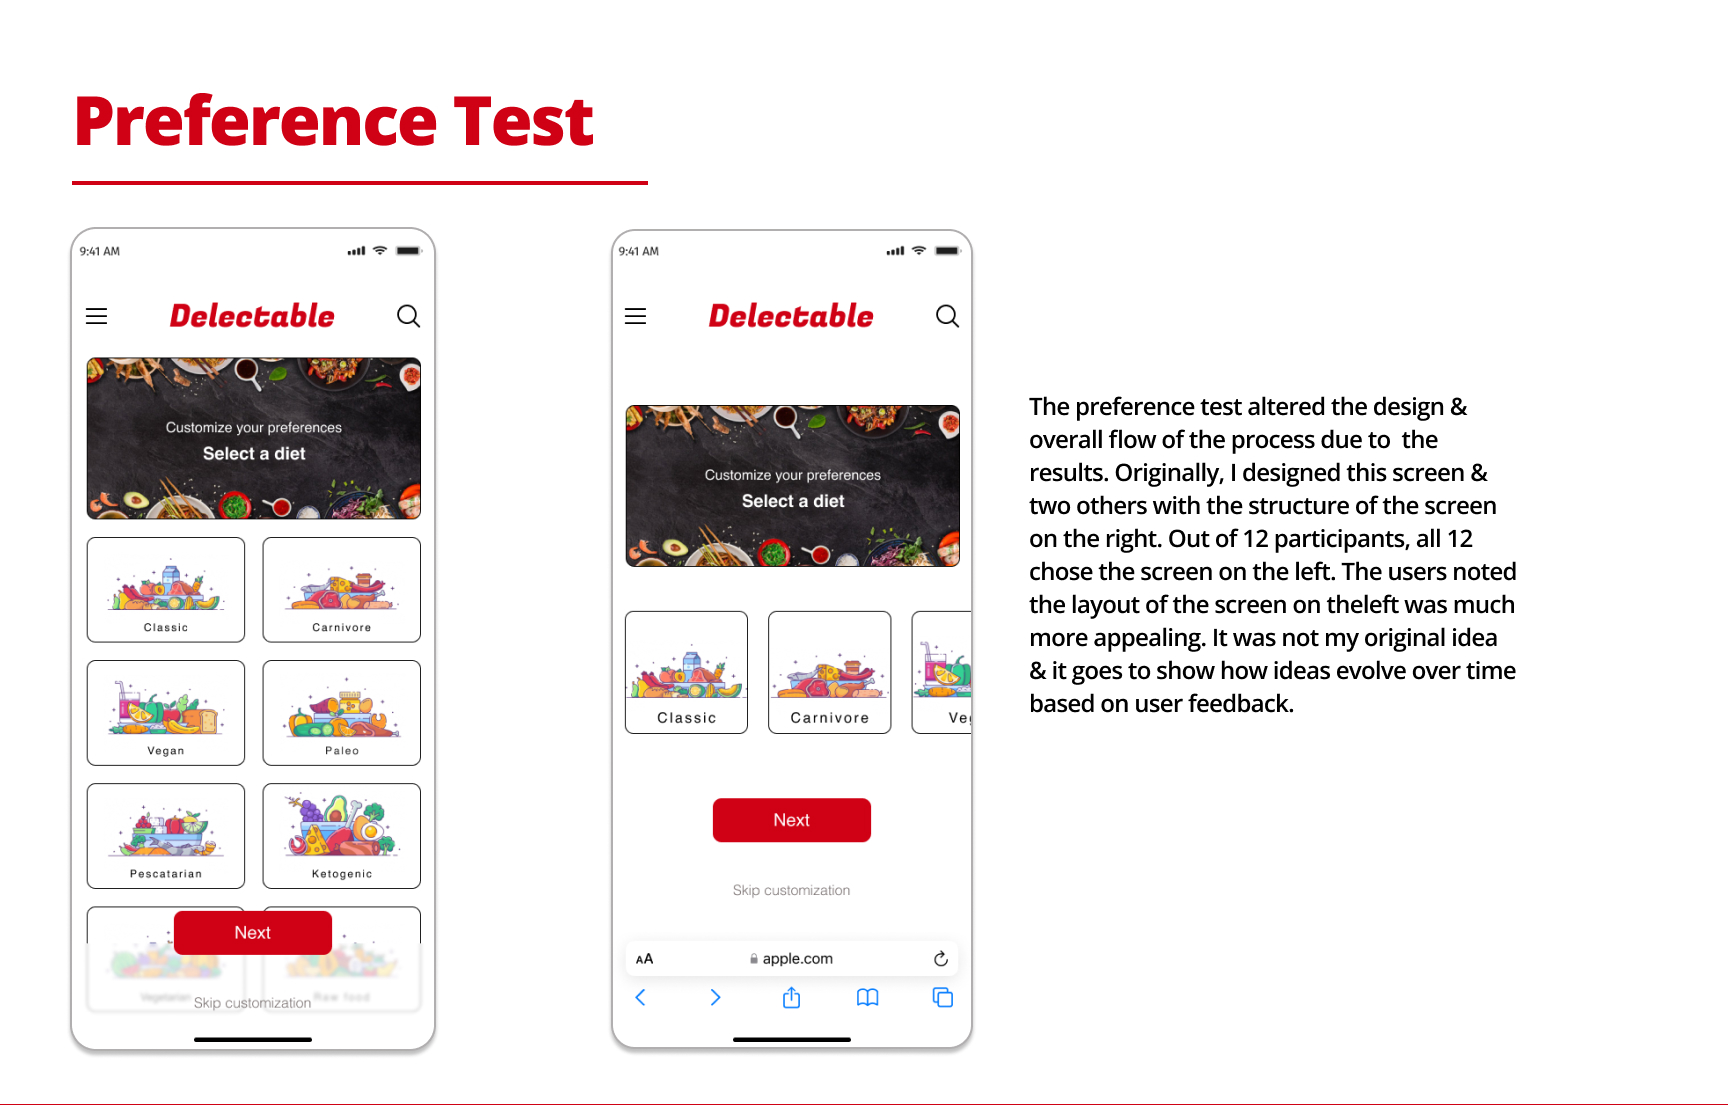 Preference Test
9:41 AM
Delectable
Customize your preferences
Select a diet
Classic
Carnivore
Vegan
Paleo
Pescatarian
Ketogenic
Next
Vegetarian
Raw food
Skip customization
9:41 AM
Delectable
Customize your preferences
Select a diet
Classic
Carnivore
Veg
Next
Skip customization
AA
apple.com
The preference test altered the design &
overall flow of the process due to  the
results. Originally, I designed this screen &
two others with the structure of the screen
on the right. Out of 12 participants, all 12
chose the screen on the left. The users noted
the layout of the screen on theleft was much
more appealing. It was not my original idea
& it goes to show how ideas evolve over time
based on user feedback.